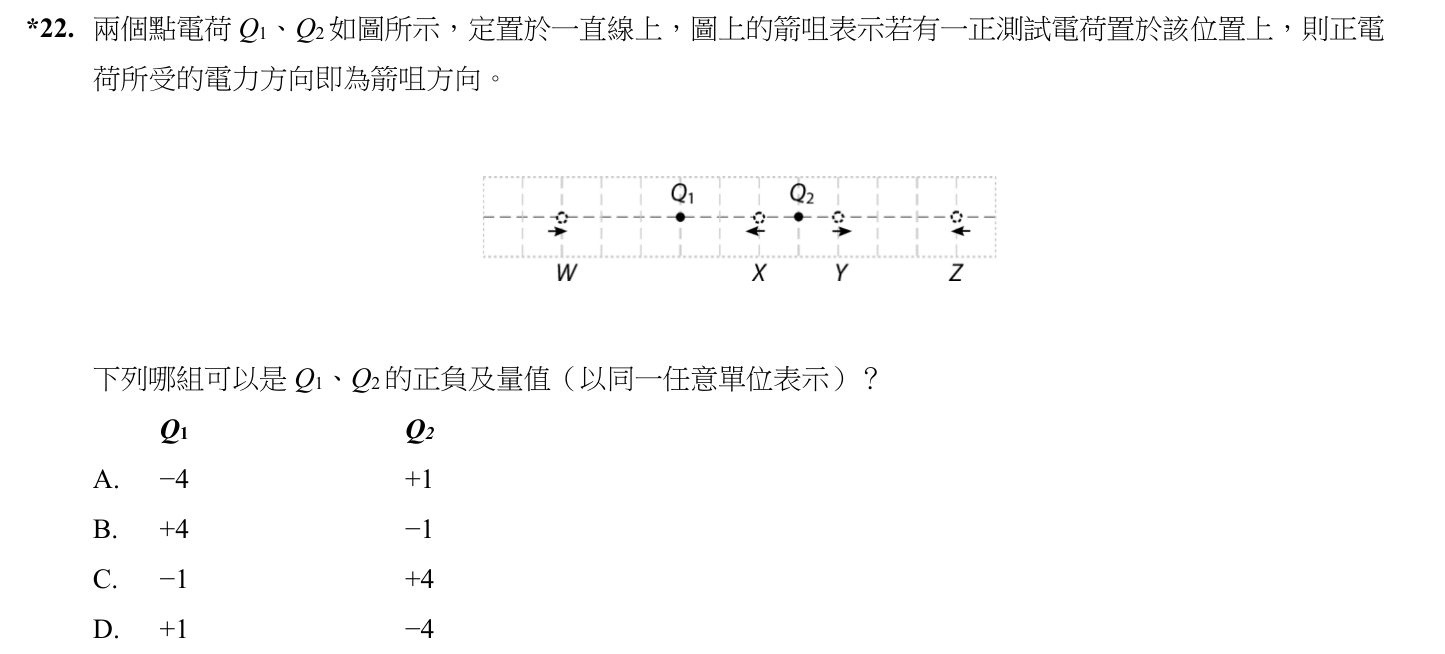 *22. 兩個點電荷 Q1、Q2 如圖所示，定置於一直線上，圖上的箭咀表示若有一正測試電荷置於該位置上，則正電
荷所受的電力方向即為箭咀方向。
Q1 Q2
W X Y Z
下列哪組可以是 Q1、Q2 的正負及量值（以同一任意單位表示）？
Q1 Q2
A. −4 +1
B. +4 −1
C. −1 +4
D. +1 −4